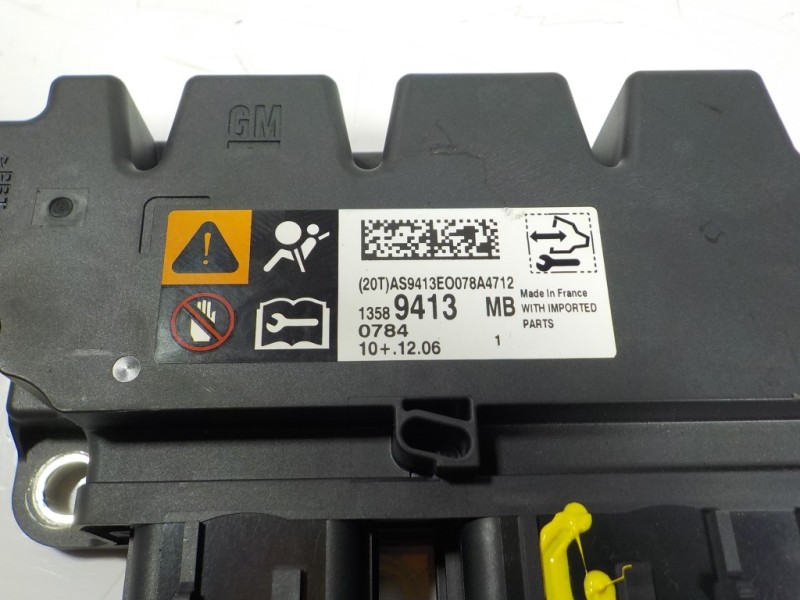 GM
(20T)AS9413EO078A4712
1358 9413 MB
0784
10+.12.06 1
Made in France
WITH IMPORTED
PARTS